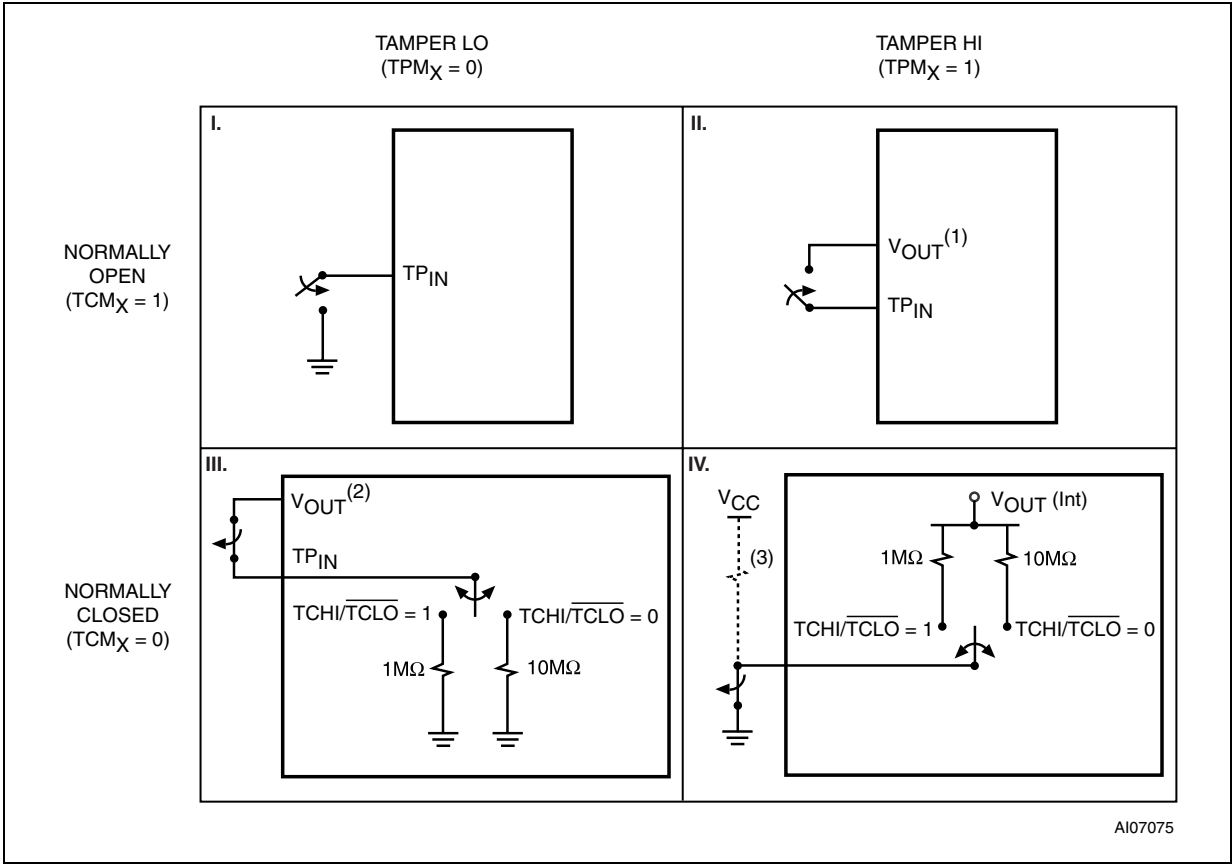 TAMPER LO
(TPMX = 0)
TAMPER HI
(TPMX = 1)
NORMALLY
OPEN
(TCMX = 1)
I.
TPIN
II.
VOUT(1)
TPIN
NORMALLY
CLOSED
(TCMX = 0)
III.
VOUT(2)
TPIN
TCHI/TCLO = 1
TCHI/TCLO = 0
1MΩ
10MΩ
IV.
VCC
(3)
VOUT (Int)
1MΩ
10MΩ
TCHI/TCLO = 1
TCHI/TCLO = 0
AI07075